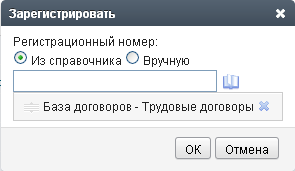 Зарегистрировать
Регистрационный номер:
Из справочника Вручную
База договоров - Трудовые договоры
OK Отмена